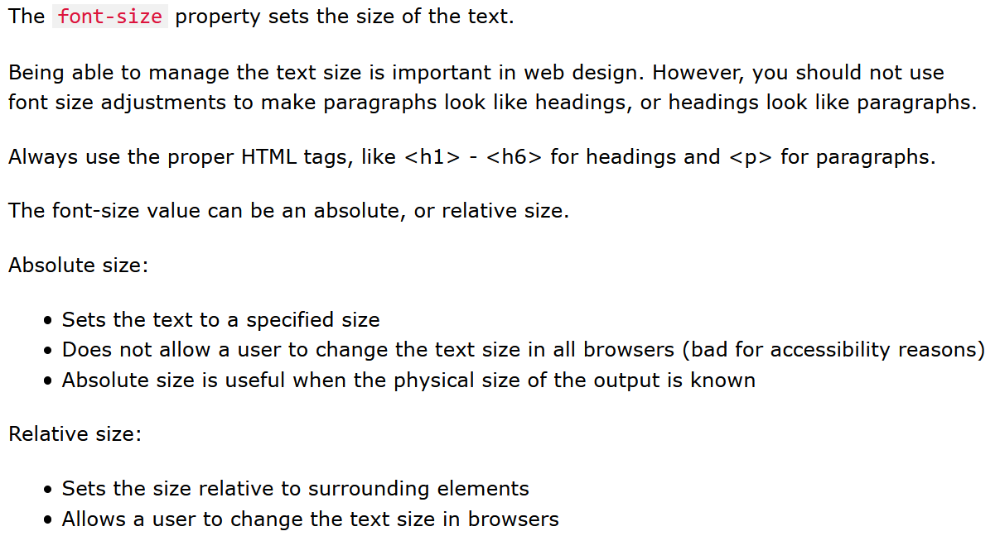 The font-size property sets the size of the text.
Being able to manage the text size is important in web design. However, you should not use
font size adjustments to make paragraphs look like headings, or headings look like paragraphs.
Always use the proper HTML tags, like <h1> - <h6> for headings and <p> for paragraphs.
The font-size value can be an absolute, or relative size.
Absolute size:
• Sets the text to a specified size
• Does not allow a user to change the text size in all browsers (bad for accessibility reasons)
• Absolute size is useful when the physical size of the output is known
Relative size:
• Sets the size relative to surrounding elements
• Allows a user to change the text size in browsers